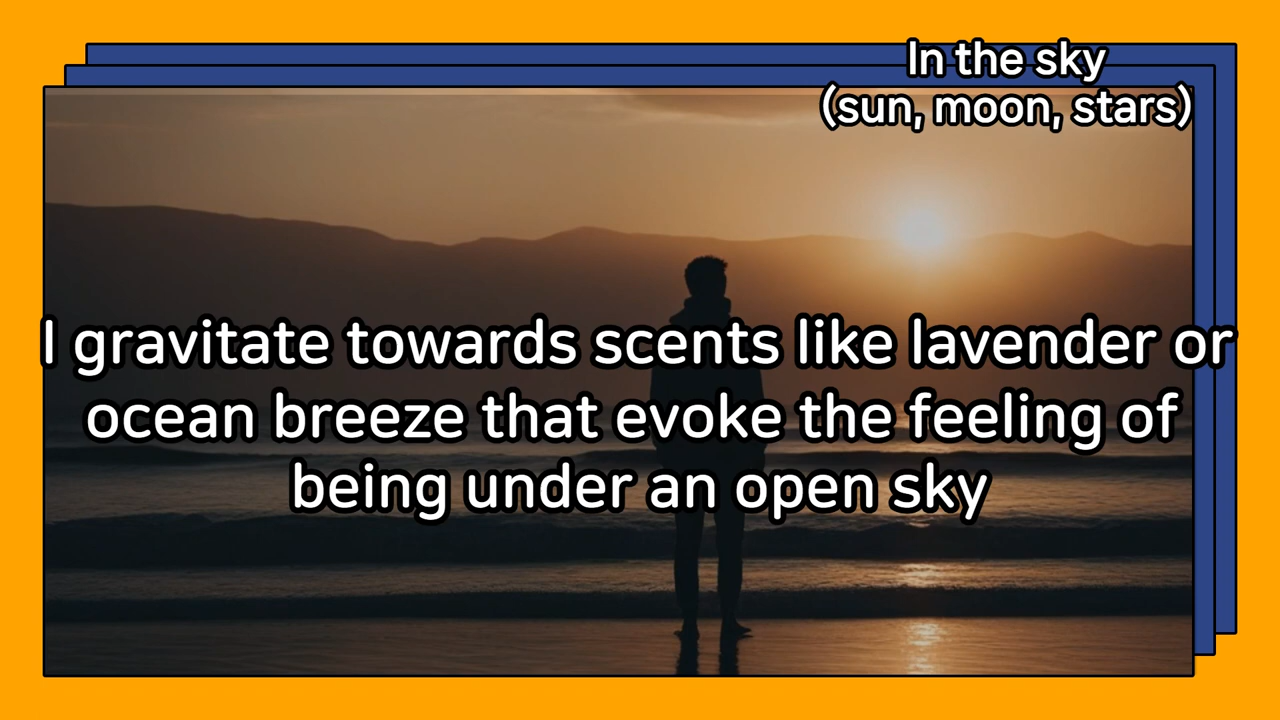 In the sky
(sun, moon, stars)
I gravitate towards scents like lavender or
ocean breeze that evoke the feeling of
being under an open sky